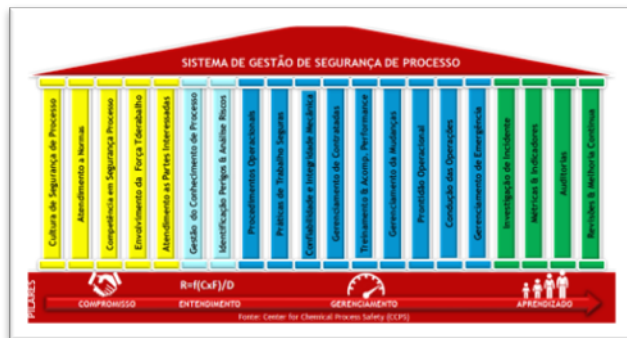 SISTEMA DE GESTÃO DE SEGURANÇA DE PROCESSO
Cultura de Segurança de Processo
Atendimento a Normas
Competência em Segurança Processo
Envolvimento da Força Tderabalho
Atendimento as Partes Interessadas
Gestão do Conhecimento de Processo
Identificação Perigos & Análise Riscos
Procedimentos Operacionais
Práticas de Trabalho Seguras
Confiabilidade e Integridade Mecânica
Gerenciamento de Contratadas
Treinamento & Acomp. Performance
Gerenciamento da Mudanças
Prontidão Operacional
Condução das Operações
Gerenciamento de Emergência
Investigação de Incidente
Métricas & Indicadores
Auditorias
Revisões & Melhoria Contínua
PILARES
COMPROMISSO
R=f(CxF)/D
ENTENDIMENTO
GERENCIAMENTO
APRENDIZADO
Fonte: Center for Chemical Process Safety (CCPS)